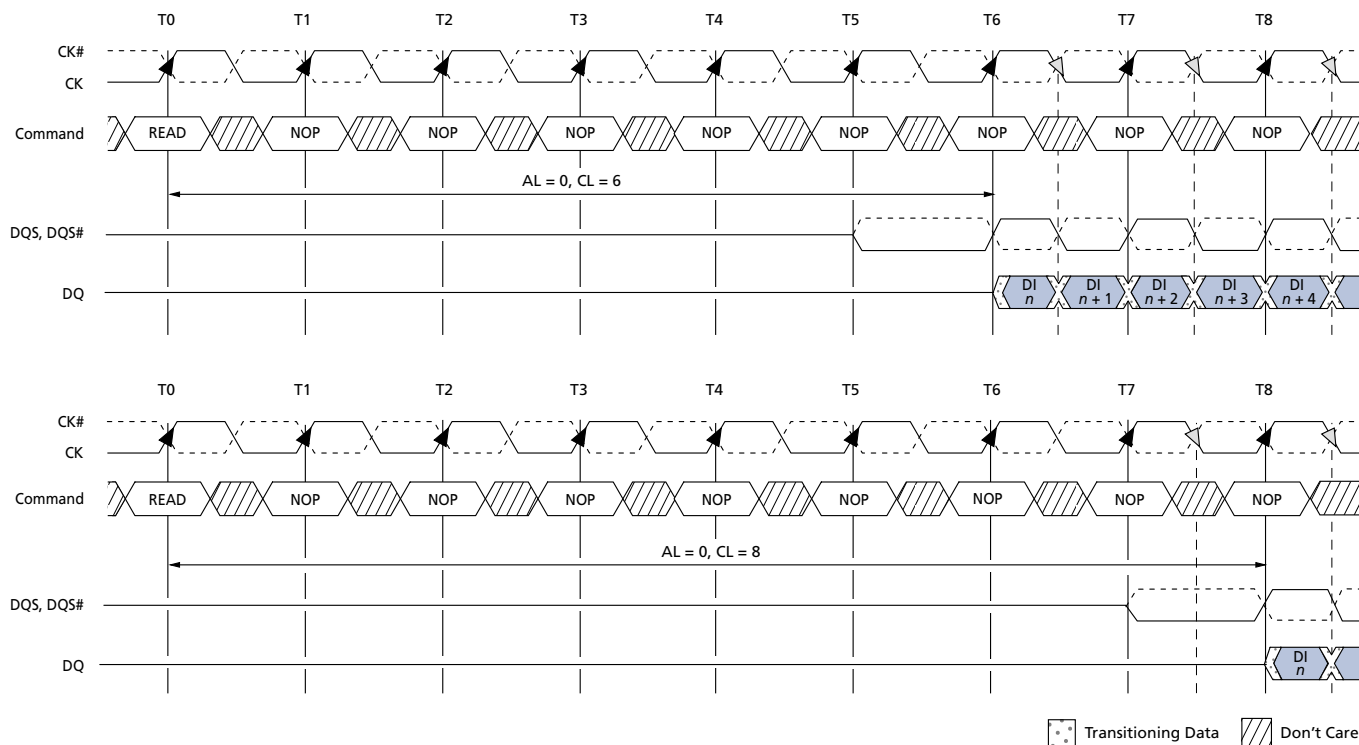 T0 T1 T2 T3 T4 T5 T6 T7 T8
CK#
CK
Command READ NOP NOP NOP NOP NOP NOP NOP NOP
AL = 0, CL = 6
DQS, DQS#
DQ DI n DI n + 1 DI n + 2 DI n + 3 DI n + 4
T0 T1 T2 T3 T4 T5 T6 T7 T8
CK#
CK
Command READ NOP NOP NOP NOP NOP NOP NOP NOP
AL = 0, CL = 8
DQS, DQS#
DQ DI n
Transitioning Data Don't Care